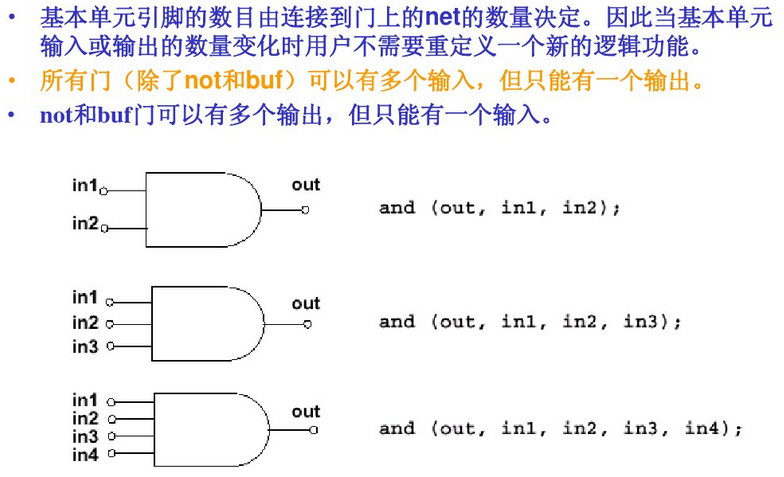 • 基本单元引脚的数目由连接到门上的net的数量决定。因此当基本单元
输入或输出的数量变化时用户不需要重定义一个新的逻辑功能。
• 所有门（除了not和buf）可以有多个输入，但只能有一个输出。
• not和buf门可以有多个输出，但只能有一个输入。
in1
in2
out
and (out, in1, in2);
in1
in2
in3
out
and (out, in1, in2, in3);
in1
in2
in3
in4
out
and (out, in1, in2, in3, in4);